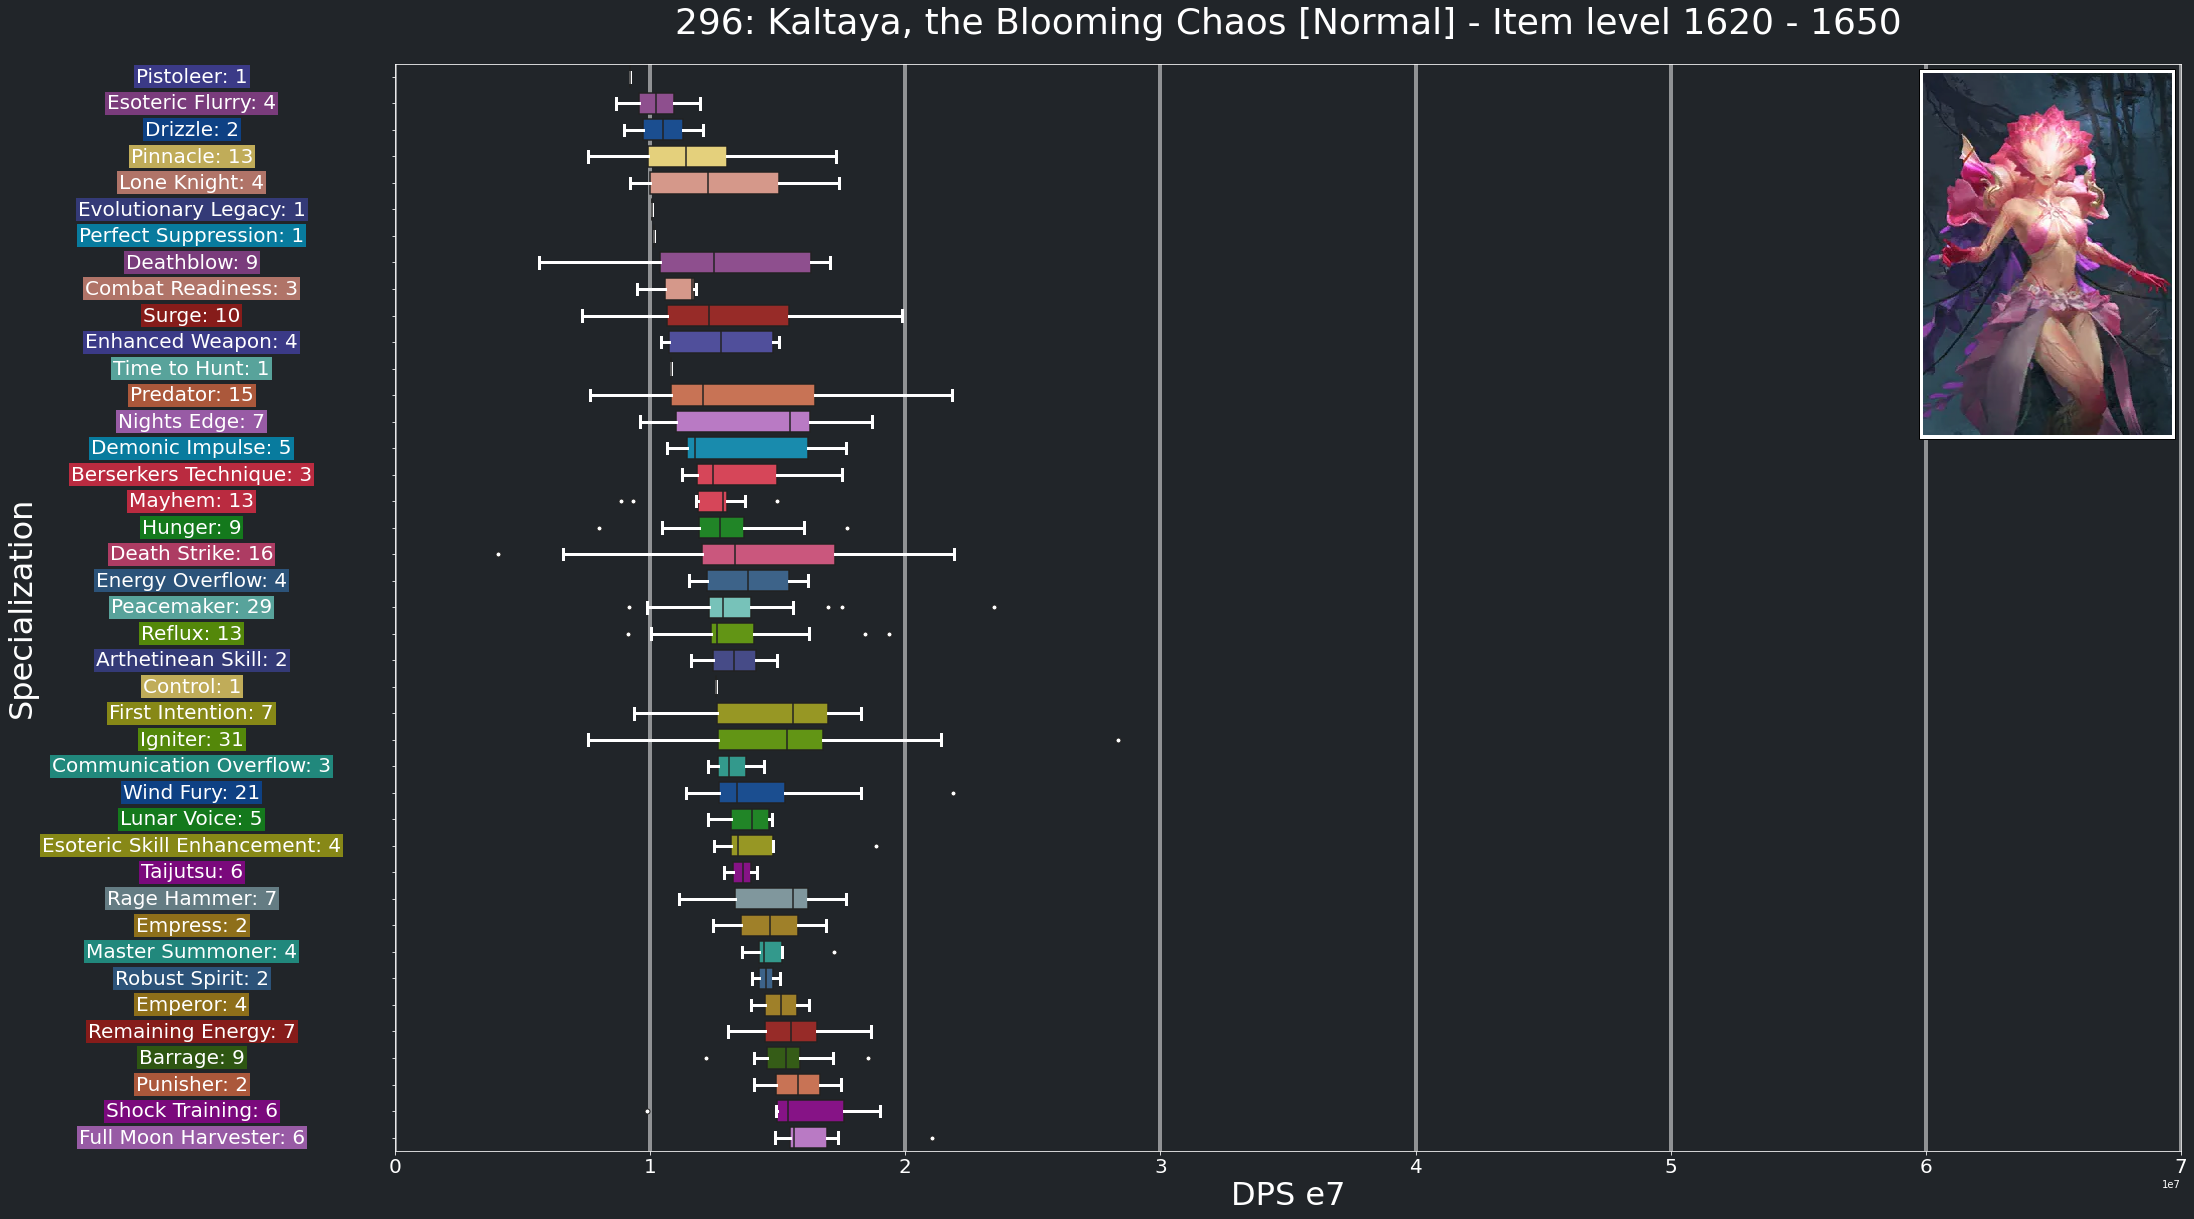 296: Kaltaya, the Blooming Chaos [Normal] - Item level 1620 - 1650
Specialization
Pistoleer: 1
Esoteric Flurry: 4
Drizzle: 2
Pinnacle: 13
Lone Knight: 4
Evolutionary Legacy: 1
Perfect Suppression: 1
Deathblow: 9
Combat Readiness: 3
Surge: 10
Enhanced Weapon: 4
Time to Hunt: 1
Predator: 15
Nights Edge: 7
Demonic Impulse: 5
Berserkers Technique: 3
Mayhem: 13
Hunger: 9
Death Strike: 16
Energy Overflow: 4
Peacemaker: 29
Reflux: 13
Arthetinean Skill: 2
Control: 1
First Intention: 7
Igniter: 31
Communication Overflow: 3
Wind Fury: 21
Lunar Voice: 5
Esoteric Skill Enhancement: 4
Taijutsu: 6
Rage Hammer: 7
Empress: 2
Master Summoner: 4
Robust Spirit: 2
Emperor: 4
Remaining Energy: 7
Barrage: 9
Punisher: 2
Shock Training: 6
Full Moon Harvester: 6
0 1 2 3 4 5 6 7
1e7
DPS e7